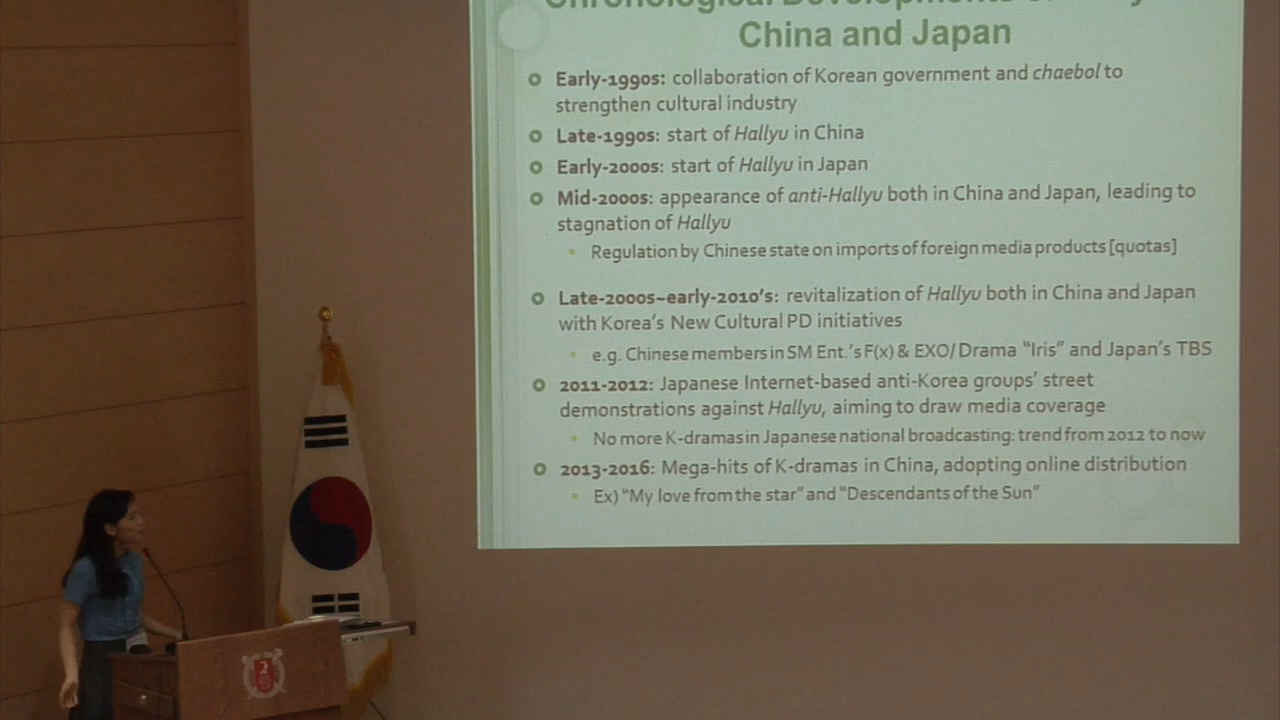 Chronological Developments of
China and Japan
Early-1990s: collaboration of Korean government and chaebol to
strengthen cultural industry
Late-1990s: start of Hallyu in China
Early-2000s: start of Hallyu in Japan
Mid-2000s: appearance of anti-Hallyu both in China and Japan, leading to
stagnation of Hallyu
Regulation by Chinese state on imports of foreign media products [quotas]
Late-2000s–early-2010's: revitalization of Hallyu both in China and Japan
with Korea's New Cultural PD initiatives
e.g. Chinese members in SM Ent.'s F(x) & EXO/ Drama "Iris" and Japan's TBS
2011-2012: Japanese Internet-based anti-Korea groups' street
demonstrations against Hallyu, aiming to draw media coverage
No more K-dramas in Japanese national broadcasting: trend from 2012 to now
2013-2016: Mega-hits of K-dramas in China, adopting online distribution
Ex) "My love from the star" and "Descendants of the Sun"